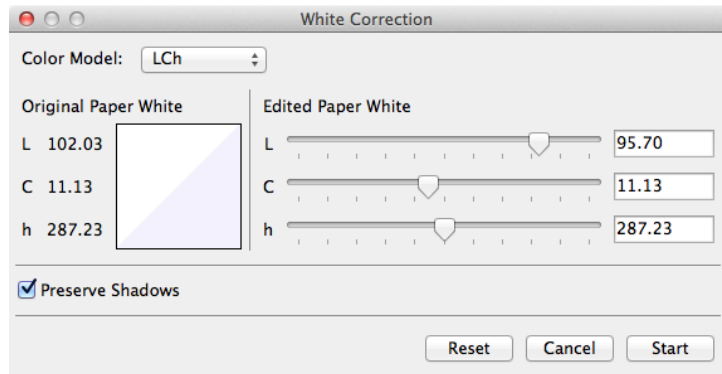 White Correction
Color Model: LCh
Original Paper White
Edited Paper White
L 102.03
L 95.70
C 11.13
C 11.13
h 287.23
h 287.23
Preserve Shadows
Reset Cancel Start